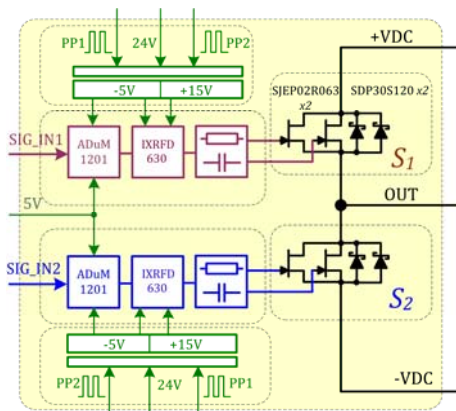 PP1 24V PP2
+VDC
-5V +15V
SJEP02R063 SDP30S120 x2
x2
SIG_IN1
ADuM
1201
IXRFD
630
S1
5V
OUT
SIG_IN2
ADuM
1201
IXRFD
630
S2
-5V +15V
PP2 24V PP1
-VDC